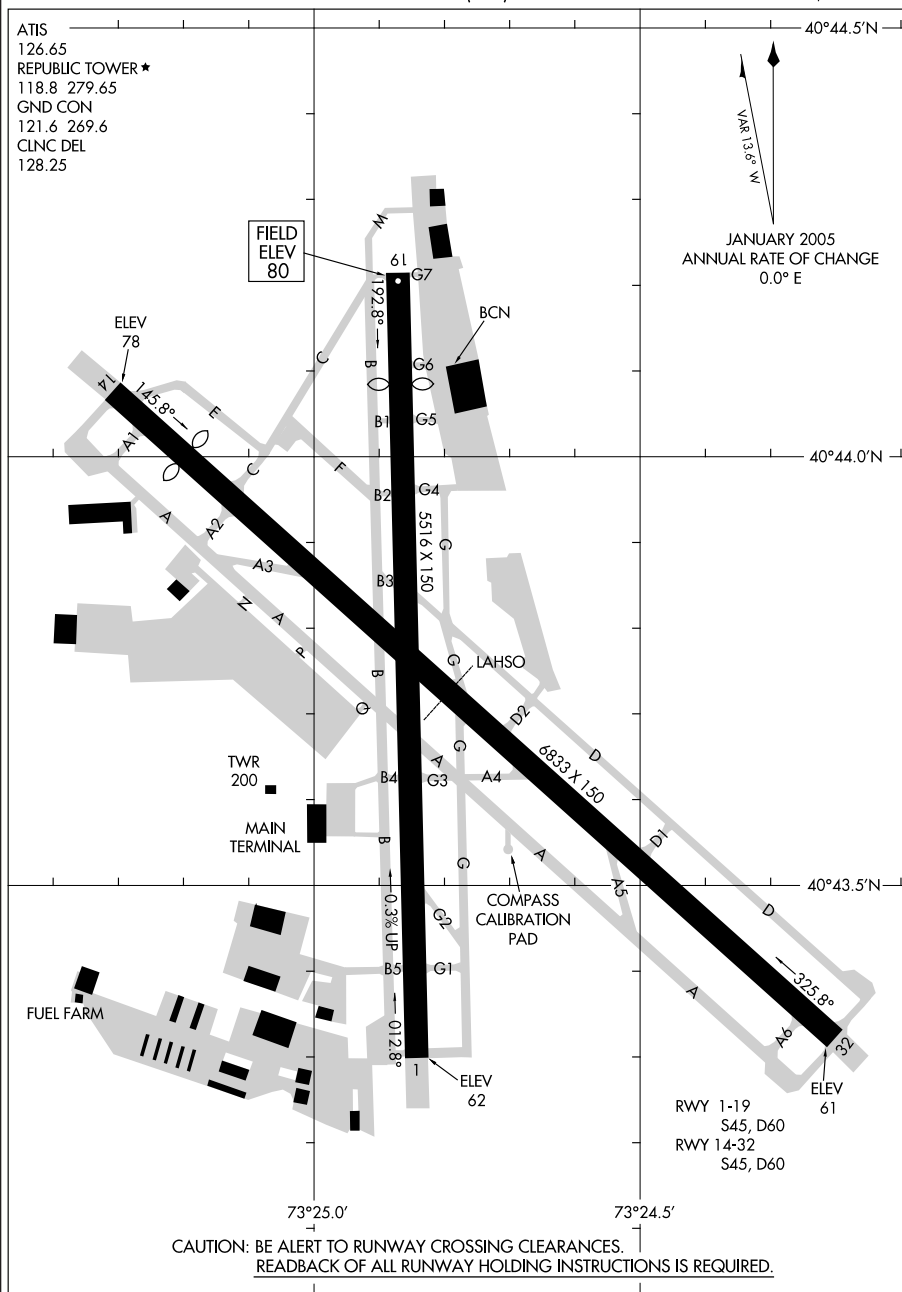 ATIS
126.65
REPUBLIC TOWER ★
118.8 279.65
GND CON
121.6 269.6
CLNC DEL
128.25
40°44.5'N
VAR 13.6° W
JANUARY 2005
ANNUAL RATE OF CHANGE
0.0° E
FIELD
ELEV
80
W
19
G7
192.8°
BCN
ELEV
78
14
145.8°
C
B
G6
E
A1
B1
G5
40°44.0'N
C
F
B2
G4
A
A2
5516 X 150
G
A3
B3
N
A
P
G
LAHSO
B
Q
D2
G
D
A
6833 X 150
TWR
200
B4
G3
A4
MAIN
TERMINAL
B
G
A
D1
A5
40°43.5'N
COMPASS
CALIBRATION
PAD
0.3% UP
G2
D
B5
G1
325.8°
A
FUEL FARM
012.8°
A6
32
1
ELEV
62
ELEV
61
RWY 1-19
S45, D60
RWY 14-32
S45, D60
73°25.0'
73°24.5'
CAUTION: BE ALERT TO RUNWAY CROSSING CLEARANCES.
READBACK OF ALL RUNWAY HOLDING INSTRUCTIONS IS REQUIRED.